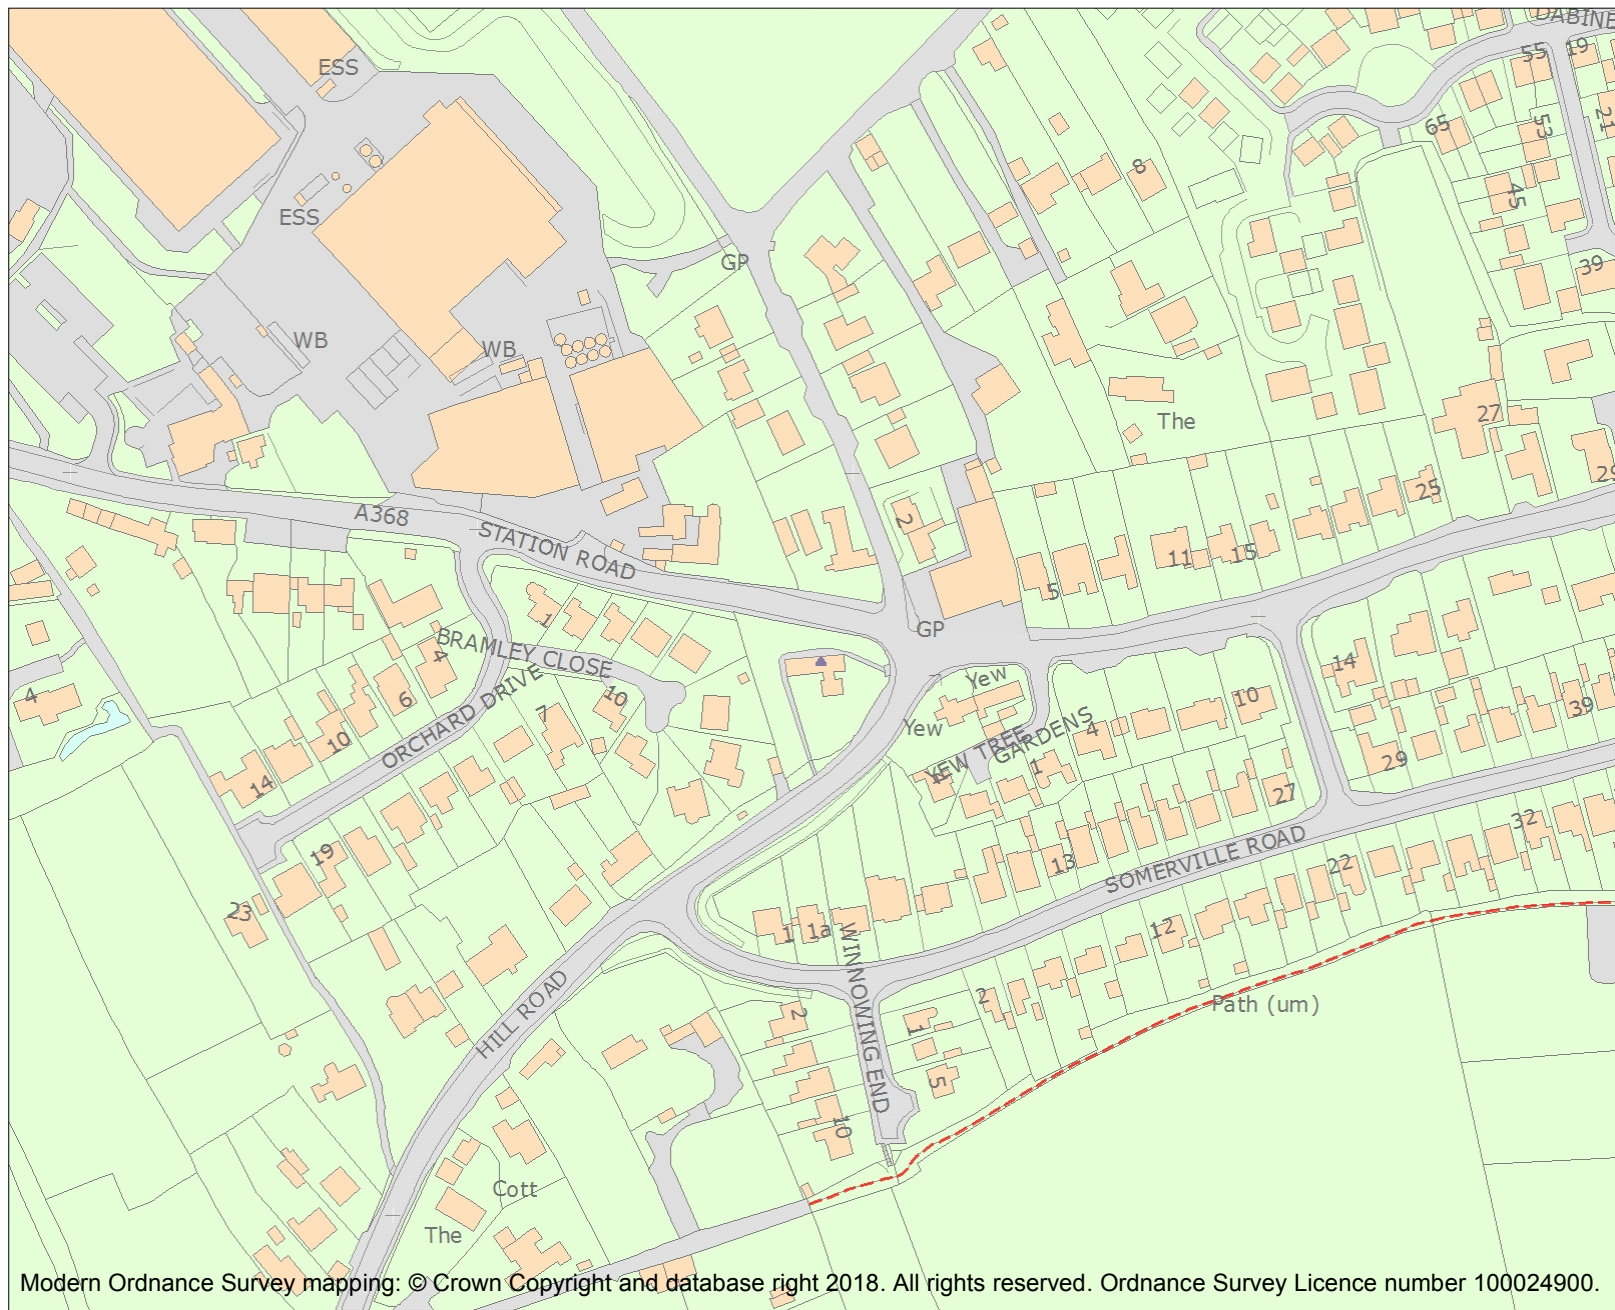 DABINE
ESS
55
19
21
65
53
8
45
ESS
GP
39
WB
WB
The
27
25
29
A368
STATION ROAD
2
11
15
5
1
GP
BRAMLEY CLOSE
4
14
4
6
10
ORCHARD DRIVE
7
10
Yew
Yew
10
39
YEW TREE
GARDENS
4
1
14
29
27
32
19
13
SOMERVILLE ROAD
22
23
1
1a
12
WINNOWING END
HILL ROAD
2
1
2
Path (um)
5
10
Cott
The
Modern Ordnance Survey mapping: © Crown Copyright and database right 2018. All rights reserved. Ordnance Survey Licence number 100024900.